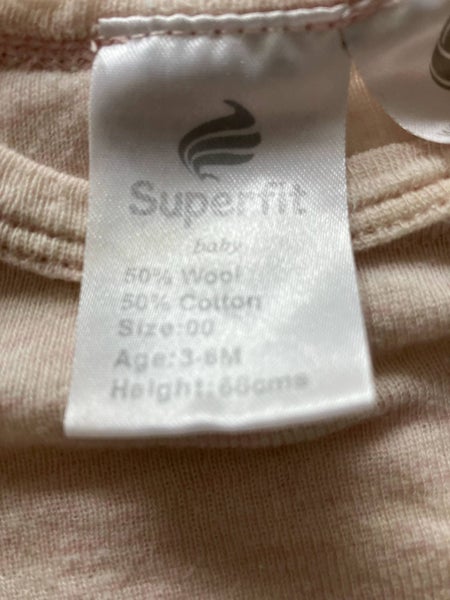 Superfit
baby
50% Wool
50% Cotton
Size:00
Age:3-6M
Height:68cms